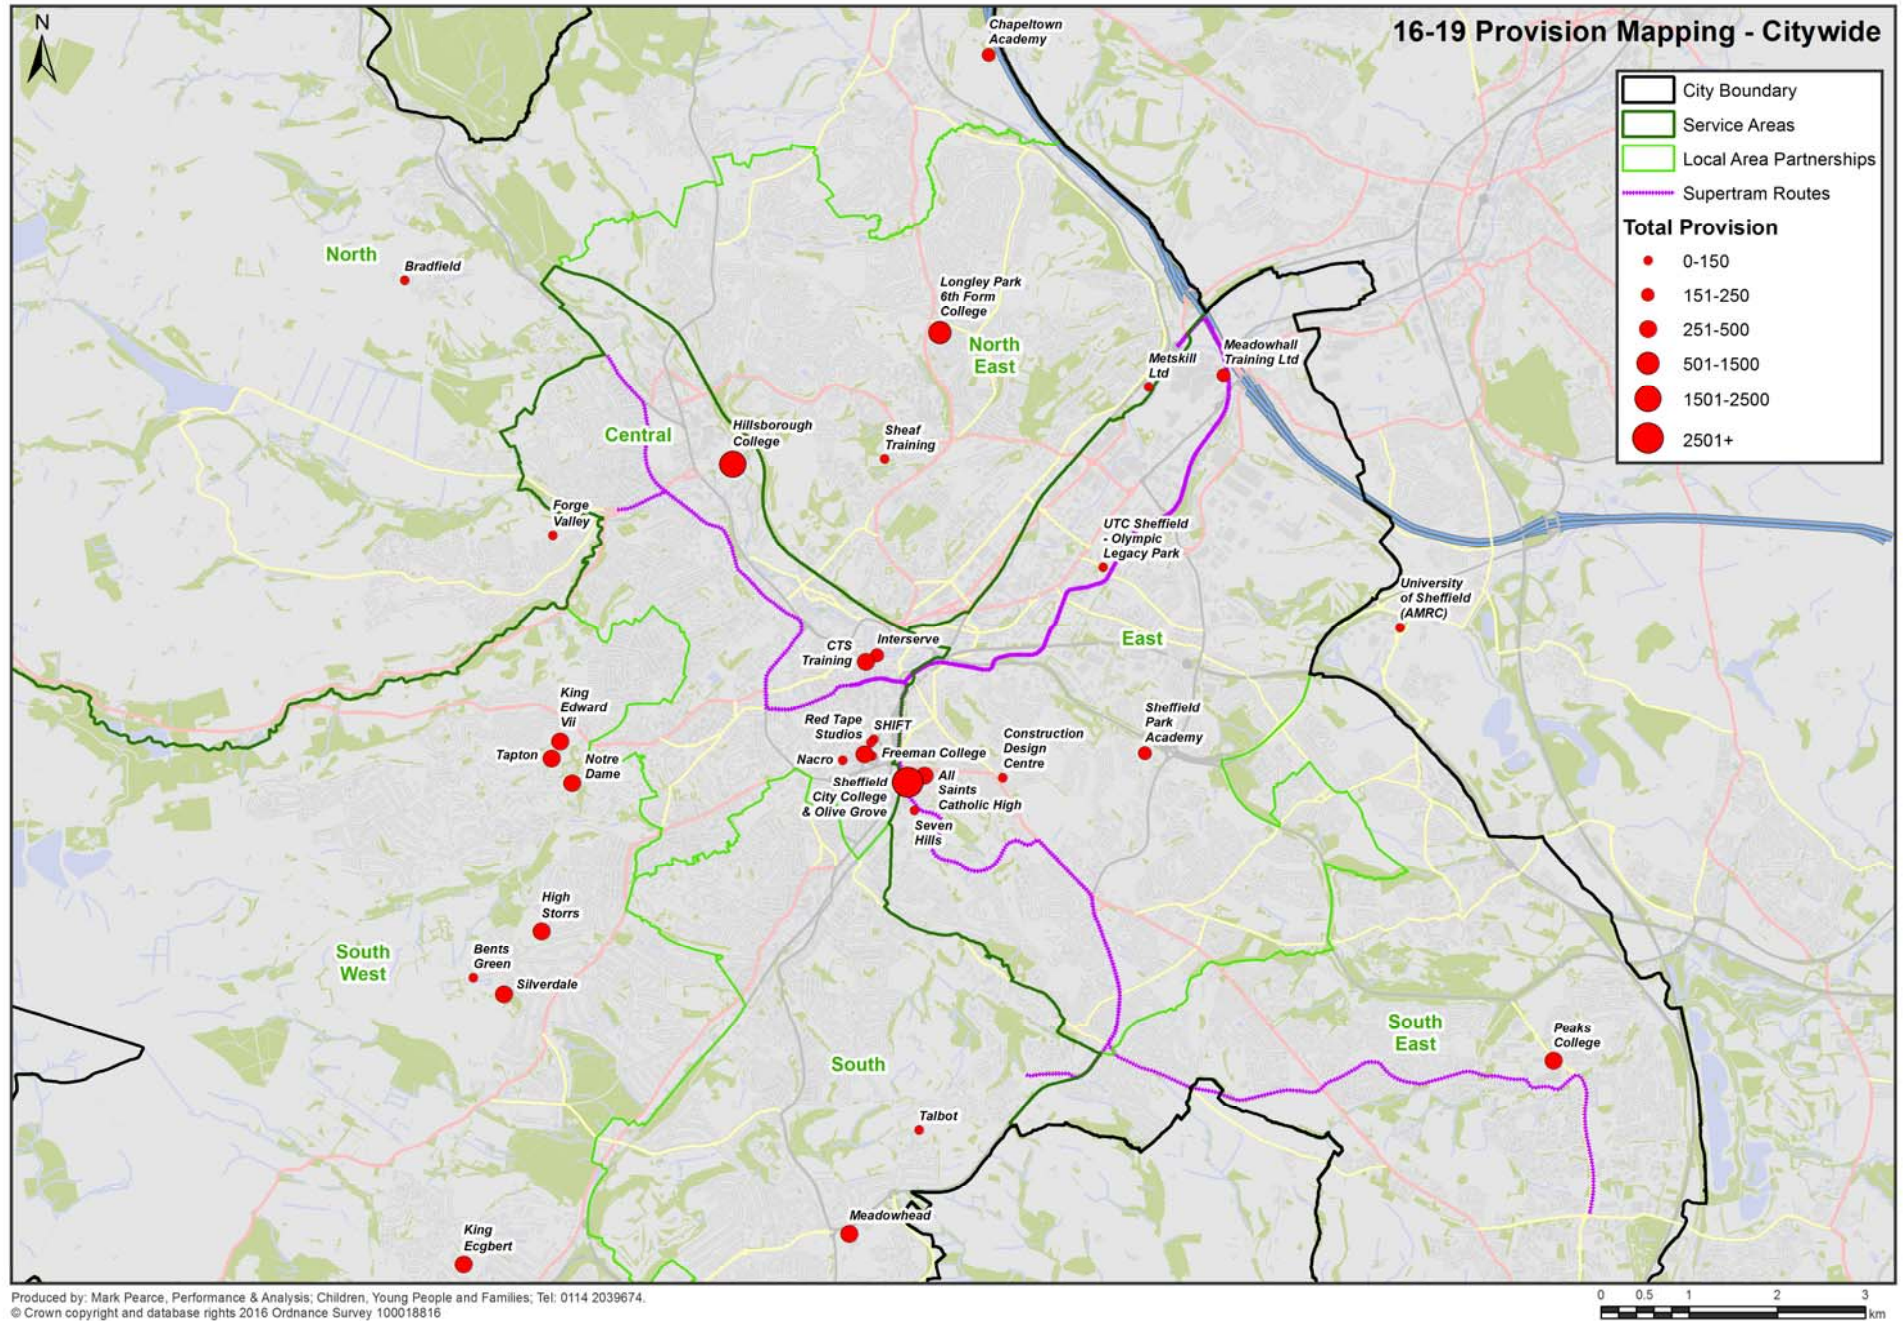 N
16-19 Provision Mapping - Citywide
City Boundary
Service Areas
Local Area Partnerships
Supertram Routes
Total Provision
0-150
151-250
251-500
501-1500
1501-2500
2501+
Chapeltown
Academy
North
Bradfield
Longley Park
6th Form
College
North
East
Metskill
Ltd
Meadowhall
Training Ltd
Central
Hillsborough
College
Sheaf
Training
Forge
Valley
UTC Sheffield
- Olympic
Legacy Park
University
of Sheffield
(AMRC)
East
CTS
Training
Interserve
King
Edward
Vii
Tapton
Notre
Dame
Red Tape
Studios
SHIFT
Nacro
Freeman College
Construction
Design
Centre
Sheffield
Park
Academy
Sheffield
City College
& Olive Grove
All
Saints
Catholic High
Seven
Hills
High
Storrs
South
West
Bents
Green
Silverdale
South
South
East
Peaks
College
Talbot
Meadowhead
King
Ecgbert
Produced by: Mark Pearce, Performance & Analysis; Children, Young People and Families; Tel: 0114 2039674.
© Crown copyright and database rights 2016 Ordnance Survey 100018816
0 0.5 1 2 3
km